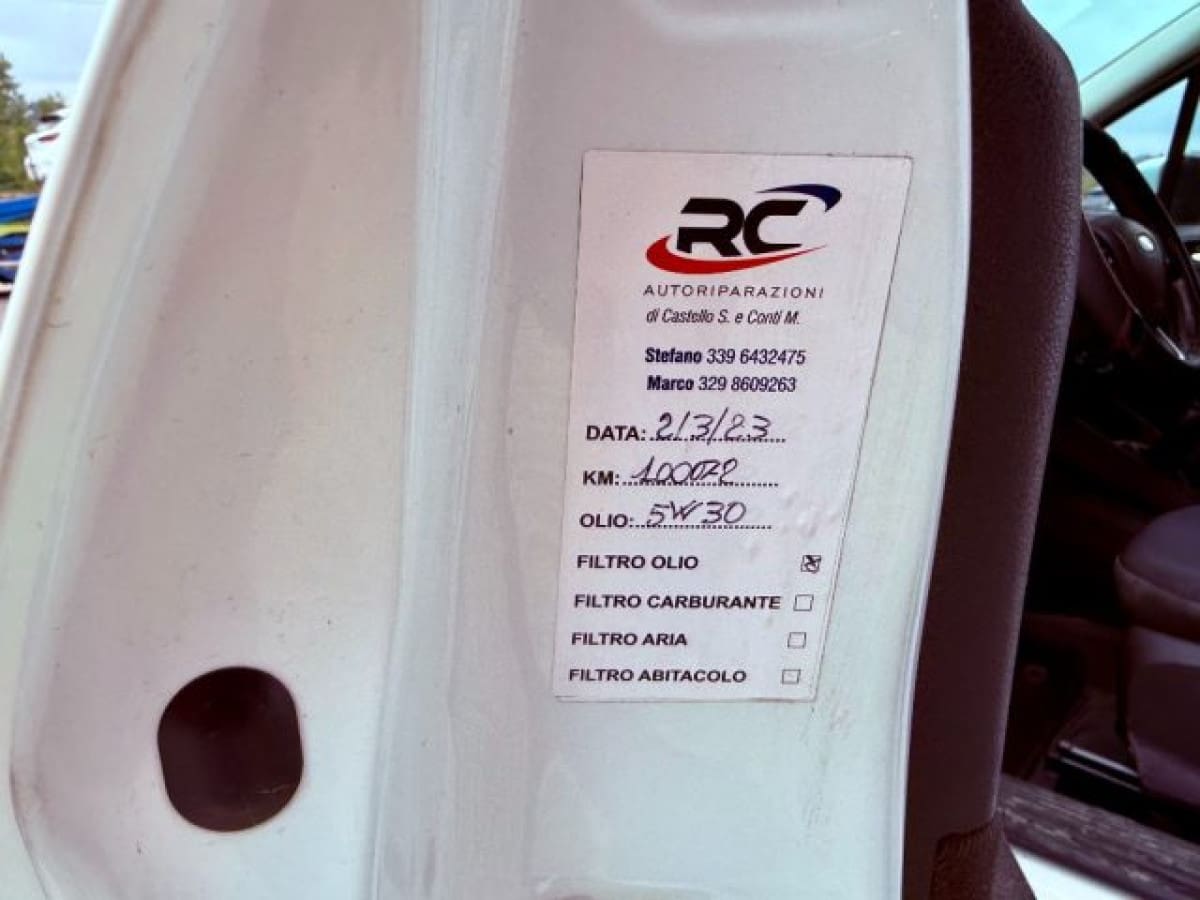 RC
AUTORIPARAZIONI
di Castello S. e Conti M.
Stefano 339 6432475
Marco 329 8609263
DATA: 2/3/23
KM: 100072
OLIO: 5W30
FILTRO OLIO
FILTRO CARBURANTE
FILTRO ARIA
FILTRO ABITACOLO